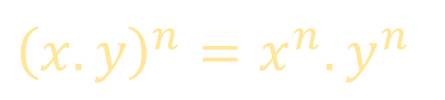 (x.y)ⁿ = xⁿ.yⁿ